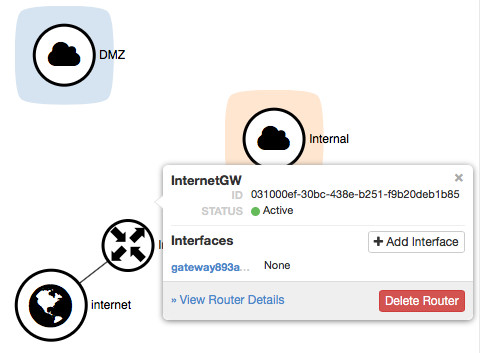 DMZ
Internal
InternetGW ×
ID 031000ef-30bc-438e-b251-f9b20deb1b85
STATUS Active
Interfaces + Add Interface
gateway893a... None
internet
» View Router Details Delete Router